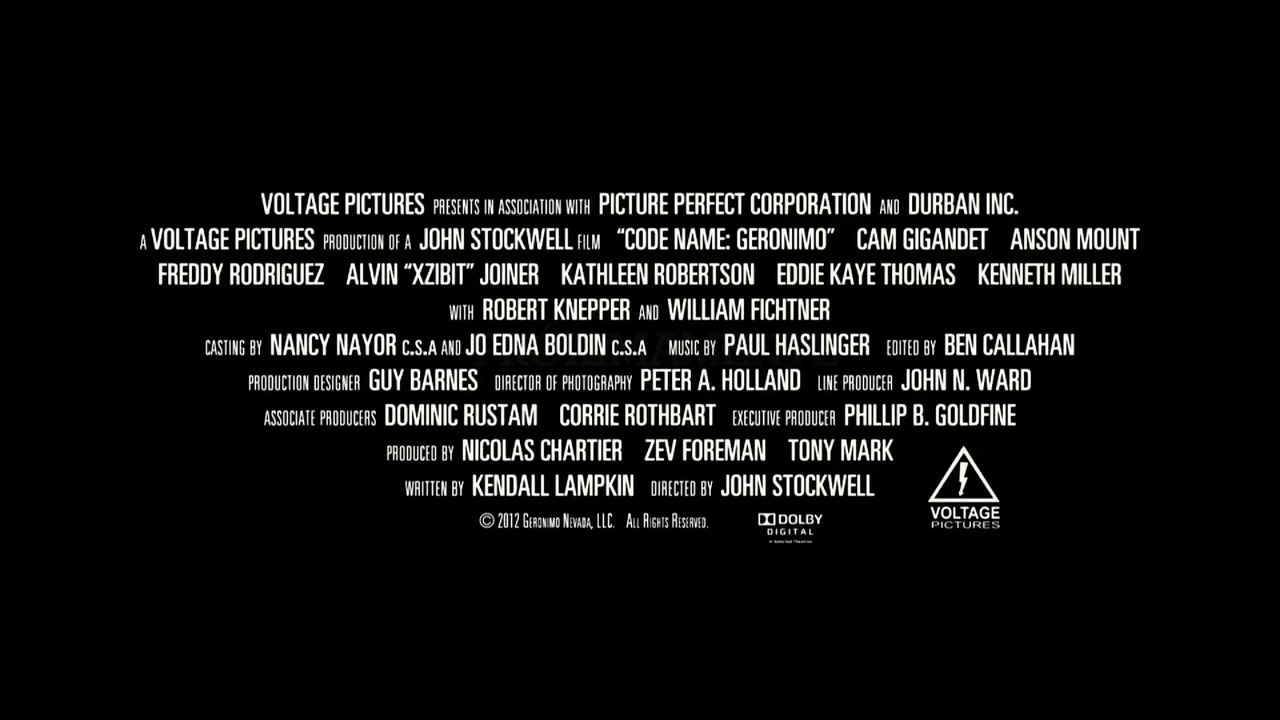 VOLTAGE PICTURES PRESENTS IN ASSOCIATION WITH PICTURE PERFECT CORPORATION AND DURBAN INC.
A VOLTAGE PICTURES PRODUCTION OF A JOHN STOCKWELL FILM “CODE NAME: GERONIMO” CAM GIGANDET ANSON MOUNT
FREDDY RODRIGUEZ ALVIN “XZIBIT” JOINER KATHLEEN ROBERTSON EDDIE KAYE THOMAS KENNETH MILLER
WITH ROBERT KNEPPER AND WILLIAM FICHTNER
CASTING BY NANCY NAYOR C.S.A AND JO EDNA BOLDIN C.S.A MUSIC BY PAUL HASLINGER EDITED BY BEN CALLAHAN
PRODUCTION DESIGNER GUY BARNES DIRECTOR OF PHOTOGRAPHY PETER A. HOLLAND LINE PRODUCER JOHN N. WARD
ASSOCIATE PRODUCERS DOMINIC RUSTAM CORRIE ROTHBART EXECUTIVE PRODUCER PHILLIP B. GOLDFINE
PRODUCED BY NICOLAS CHARTIER ZEV FOREMAN TONY MARK
WRITTEN BY KENDALL LAMPKIN DIRECTED BY JOHN STOCKWELL
© 2012 GERONIMO NEVADA, LLC. ALL RIGHTS RESERVED.
DOLBY
DIGITAL
In Selected Theatres
VOLTAGE
PICTURES